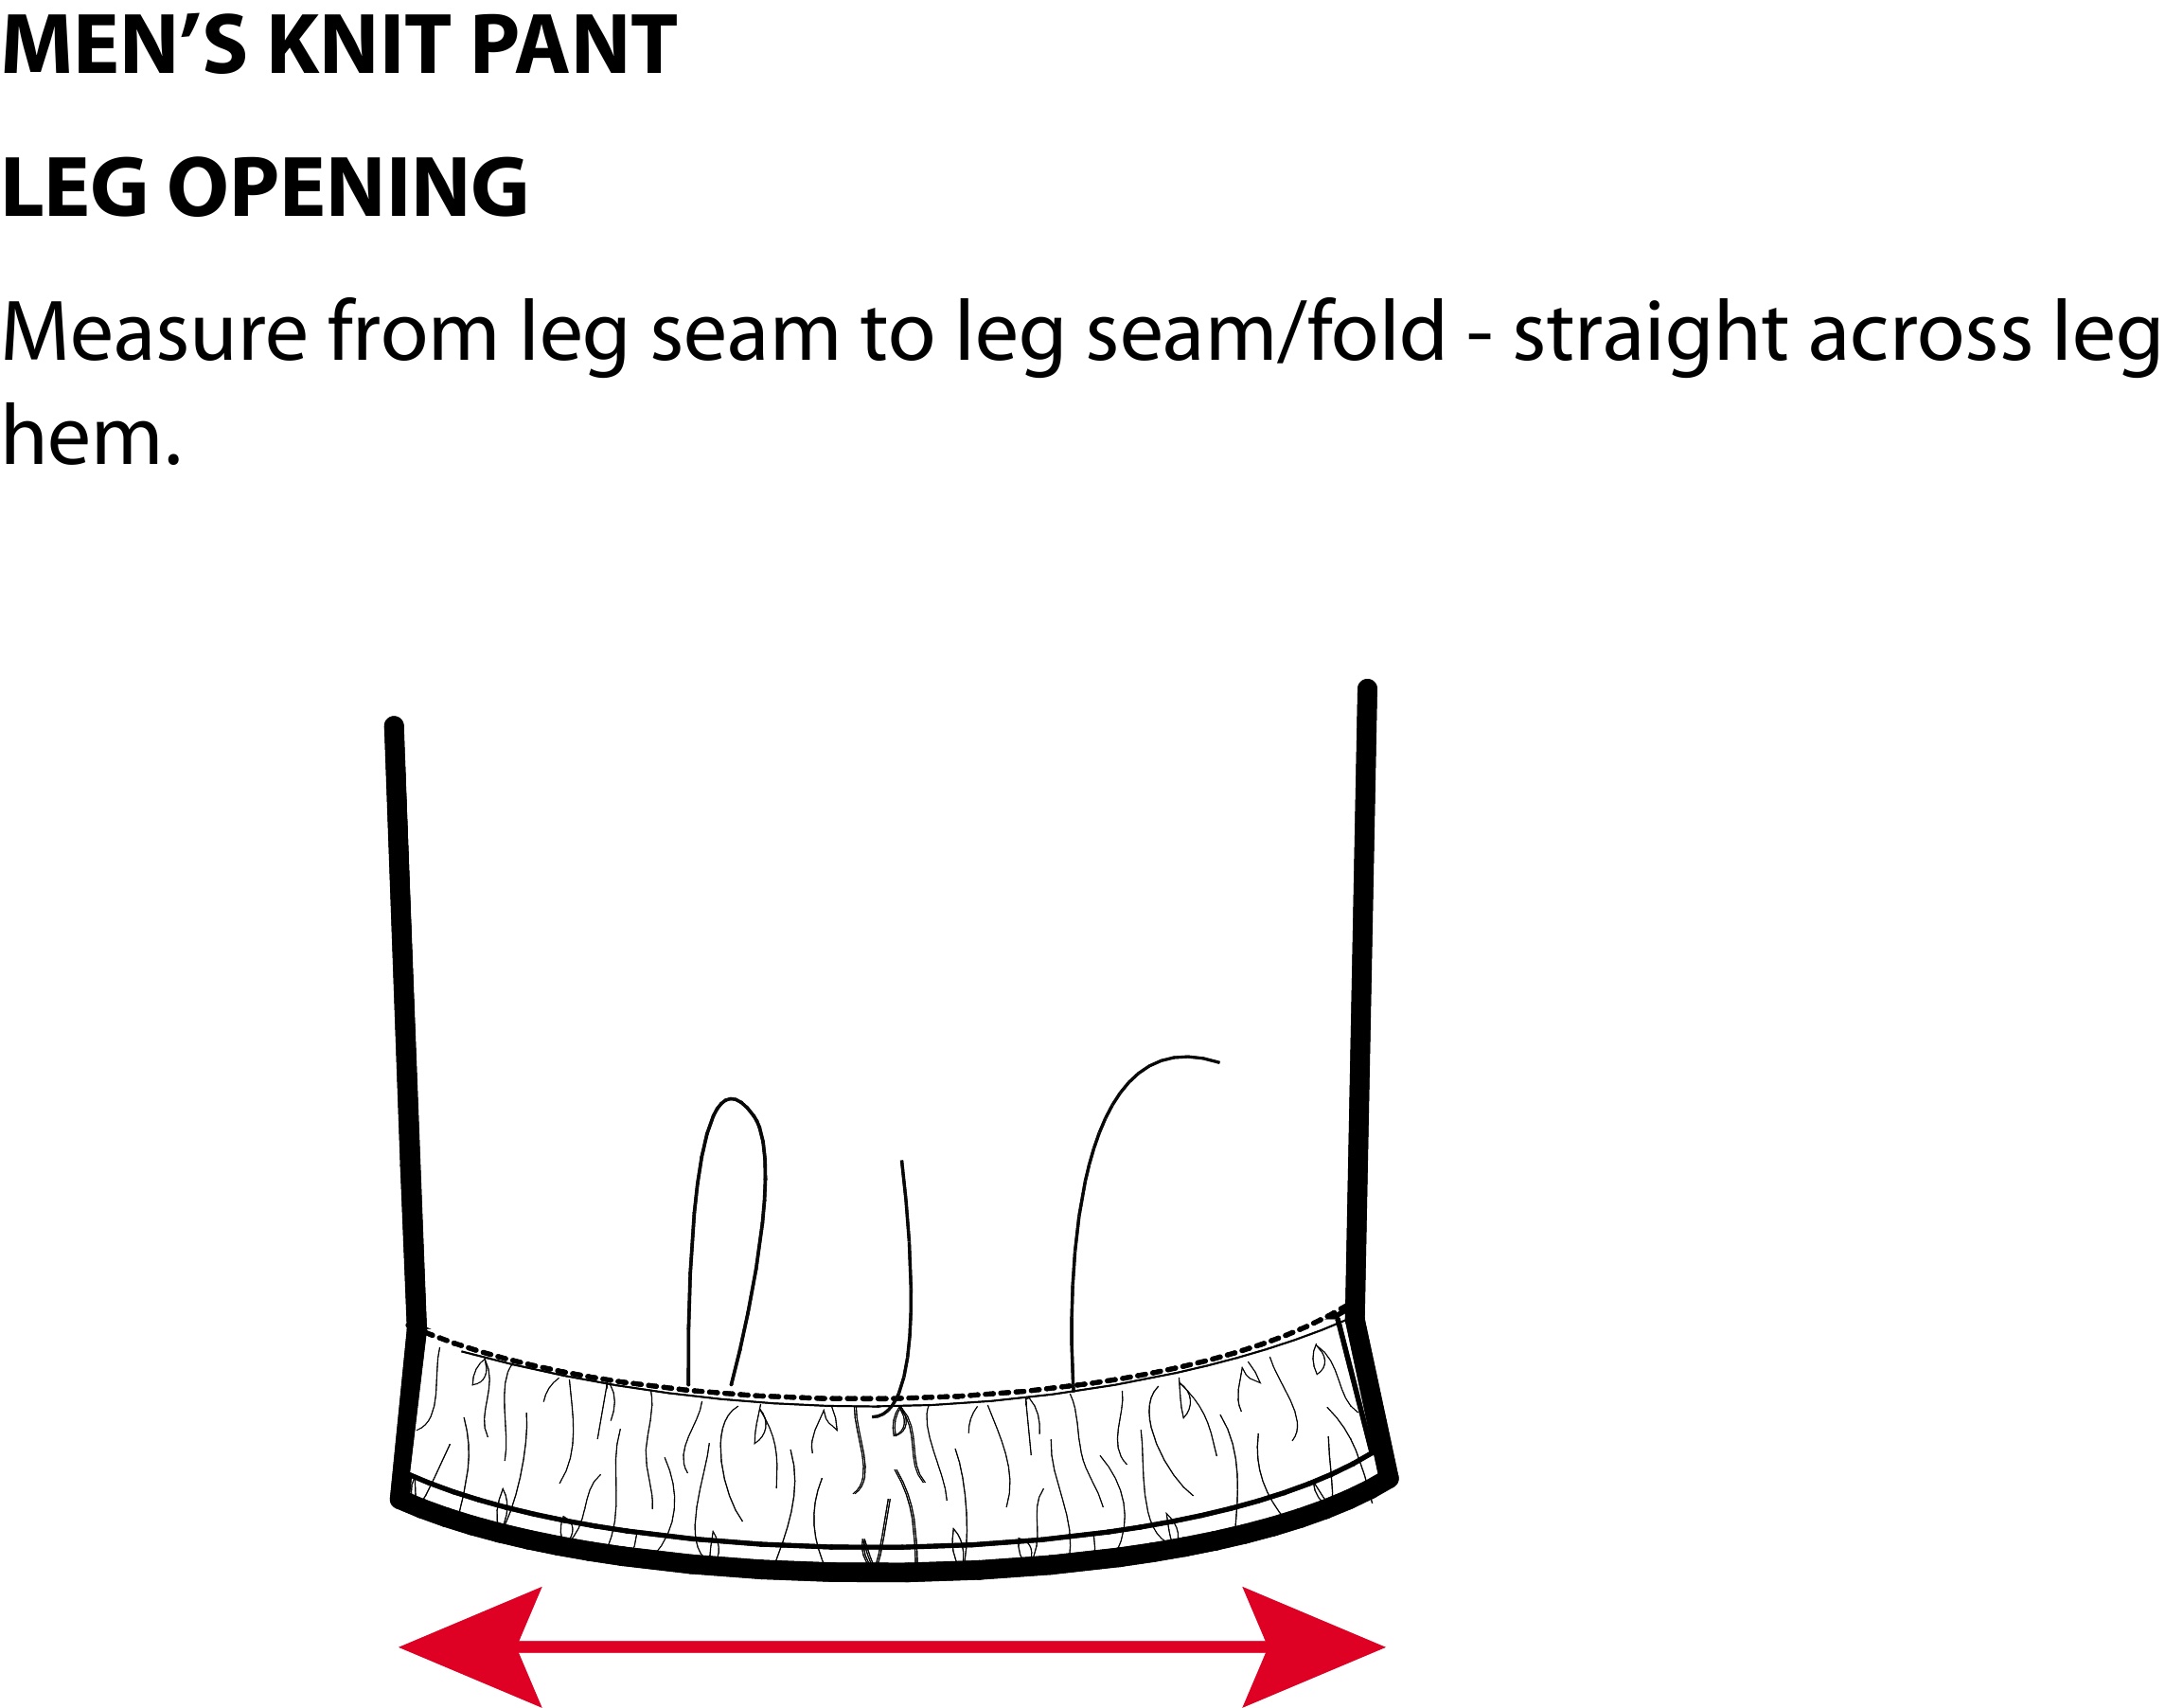 MEN’S KNIT PANT
LEG OPENING
Measure from leg seam to leg seam/fold - straight across leg
hem.